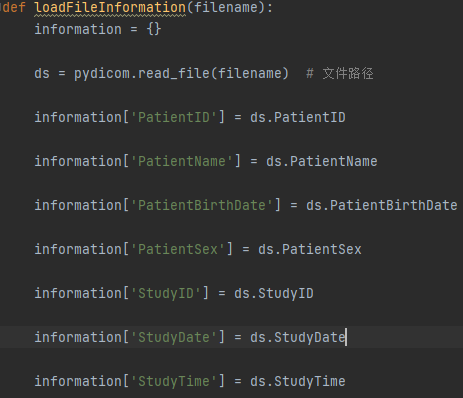 def loadFileInformation(filename):
information = {}
ds = pydicom.read_file(filename)  # 文件路径
information['PatientID'] = ds.PatientID
information['PatientName'] = ds.PatientName
information['PatientBirthDate'] = ds.PatientBirthDate
information['PatientSex'] = ds.PatientSex
information['StudyID'] = ds.StudyID
information['StudyDate'] = ds.StudyDate
information['StudyTime'] = ds.StudyTime